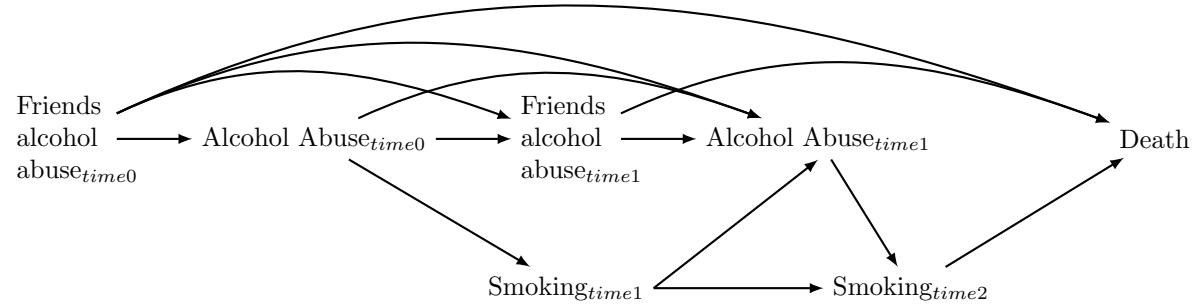 Friends
alcohol
abuse_time0
Alcohol Abuse_time0
Friends
alcohol
abuse_time1
Alcohol Abuse_time1
Death
Smoking_time1
Smoking_time2